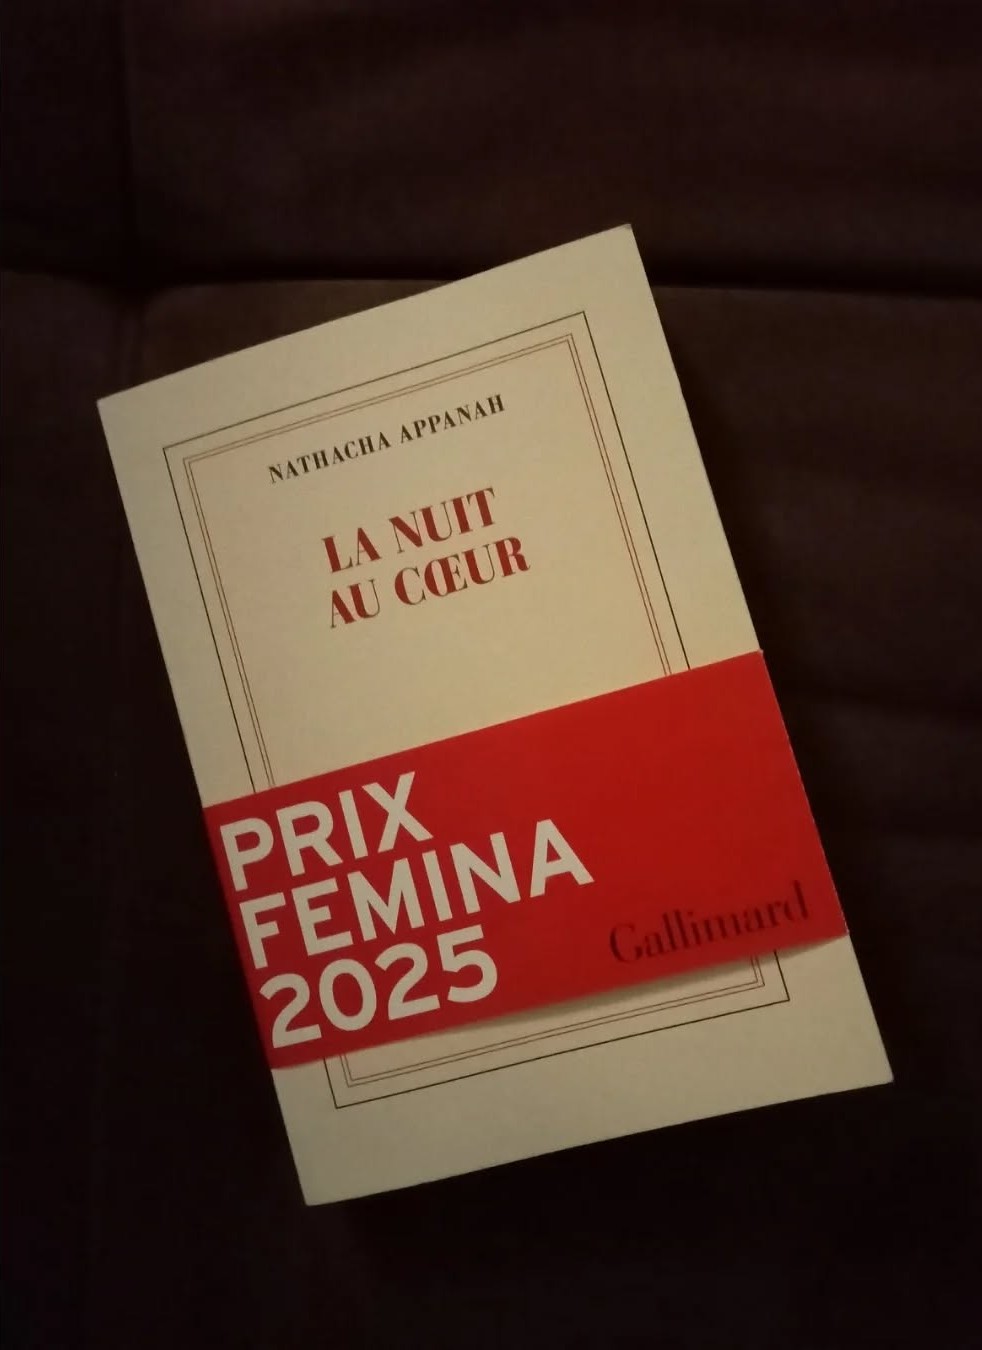 NATHACHA APPANAH
LA NUIT
AU CŒUR
PRIX
FEMINA
2025
Gallimard